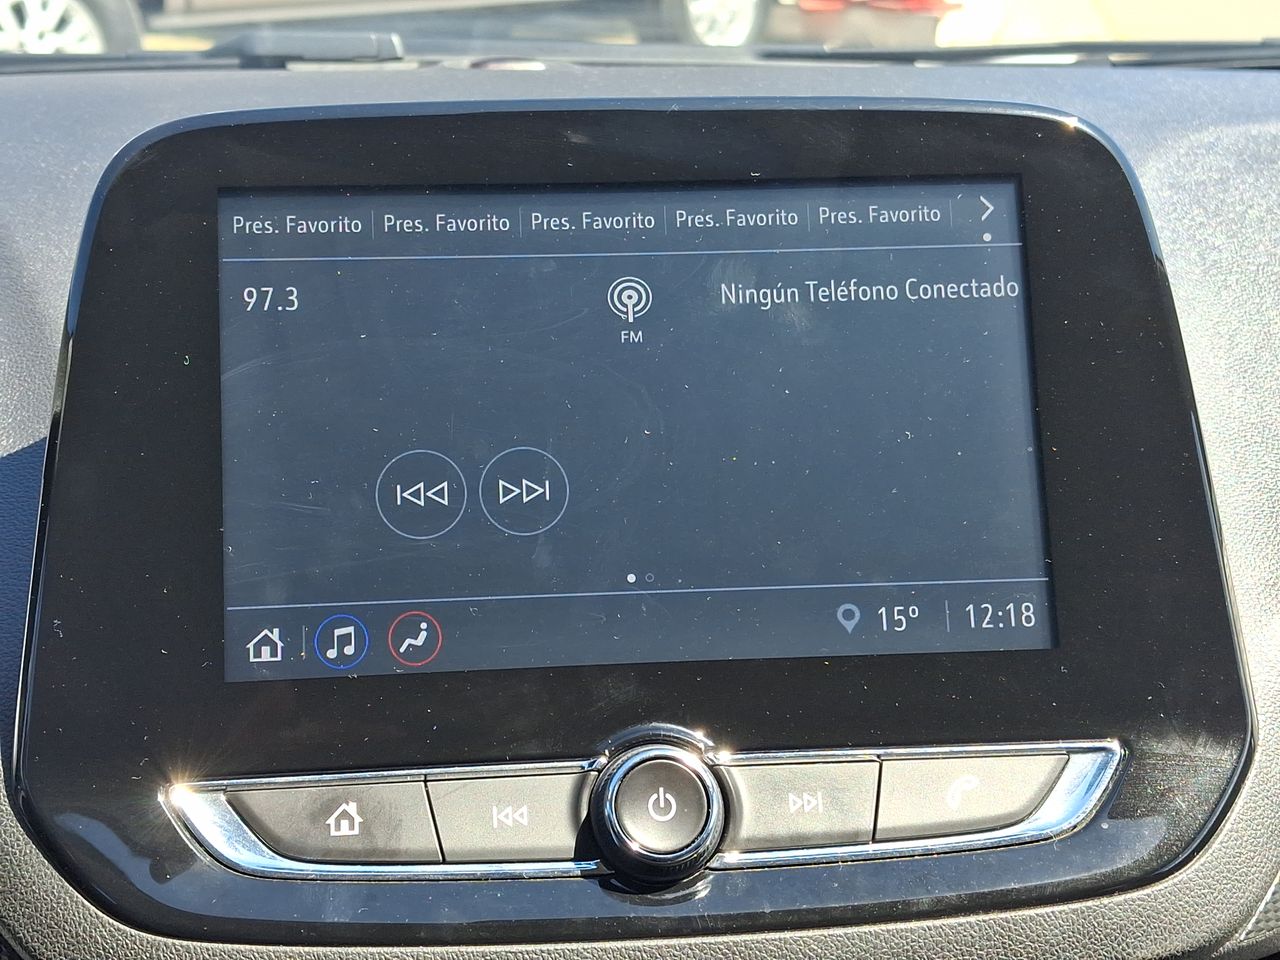 Pres. Favorito Pres. Favorito Pres. Favorito Pres. Favorito Pres. Favorito
97.3
FM
Ningún Teléfono Conectado
15° 12:18